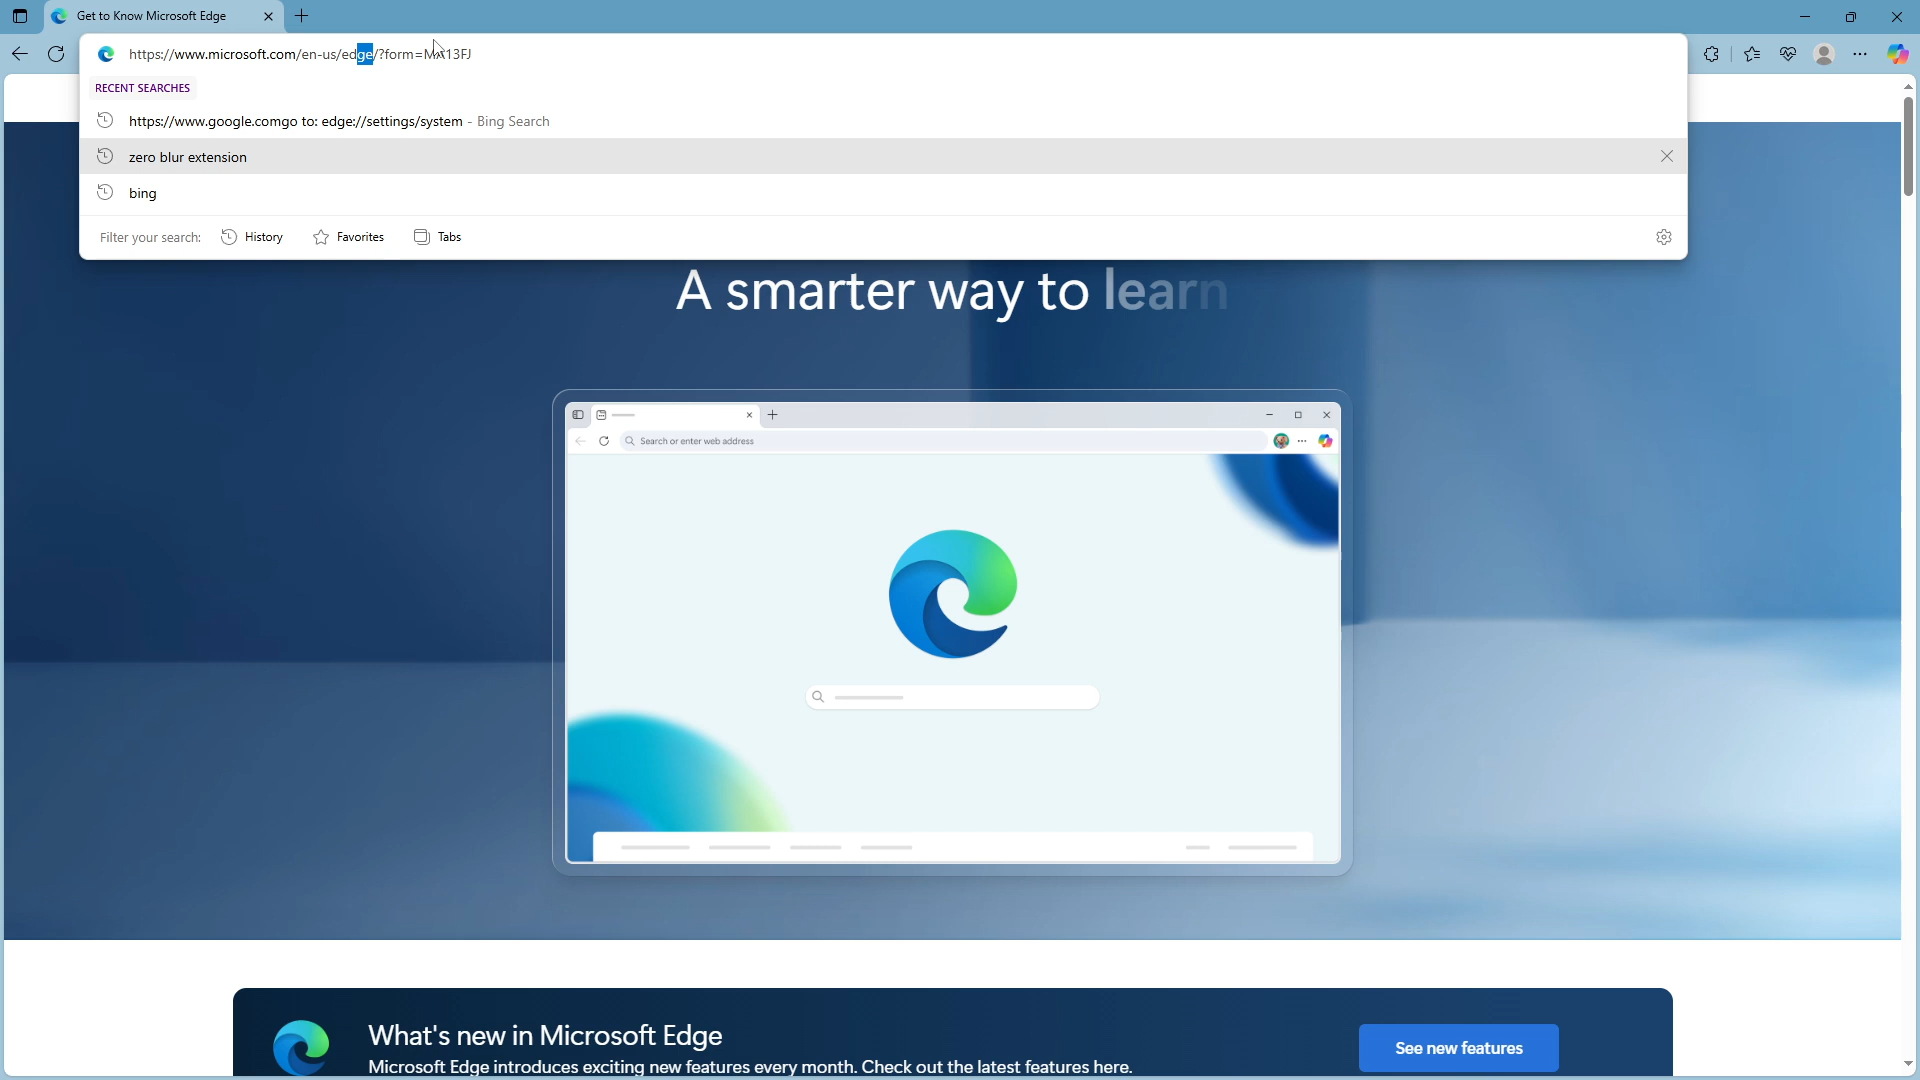 Get to Know Microsoft Edge
https://www.microsoft.com/en-us/edge/?form=MA13FJ
RECENT SEARCHES
https://www.google.comgo to: edge://settings/system - Bing Search
zero blur extension
bing
Filter your search: History Favorites Tabs
A smarter way to learn
Search or enter web address
What's new in Microsoft Edge
Microsoft Edge introduces exciting new features every month. Check out the latest features here.
See new features